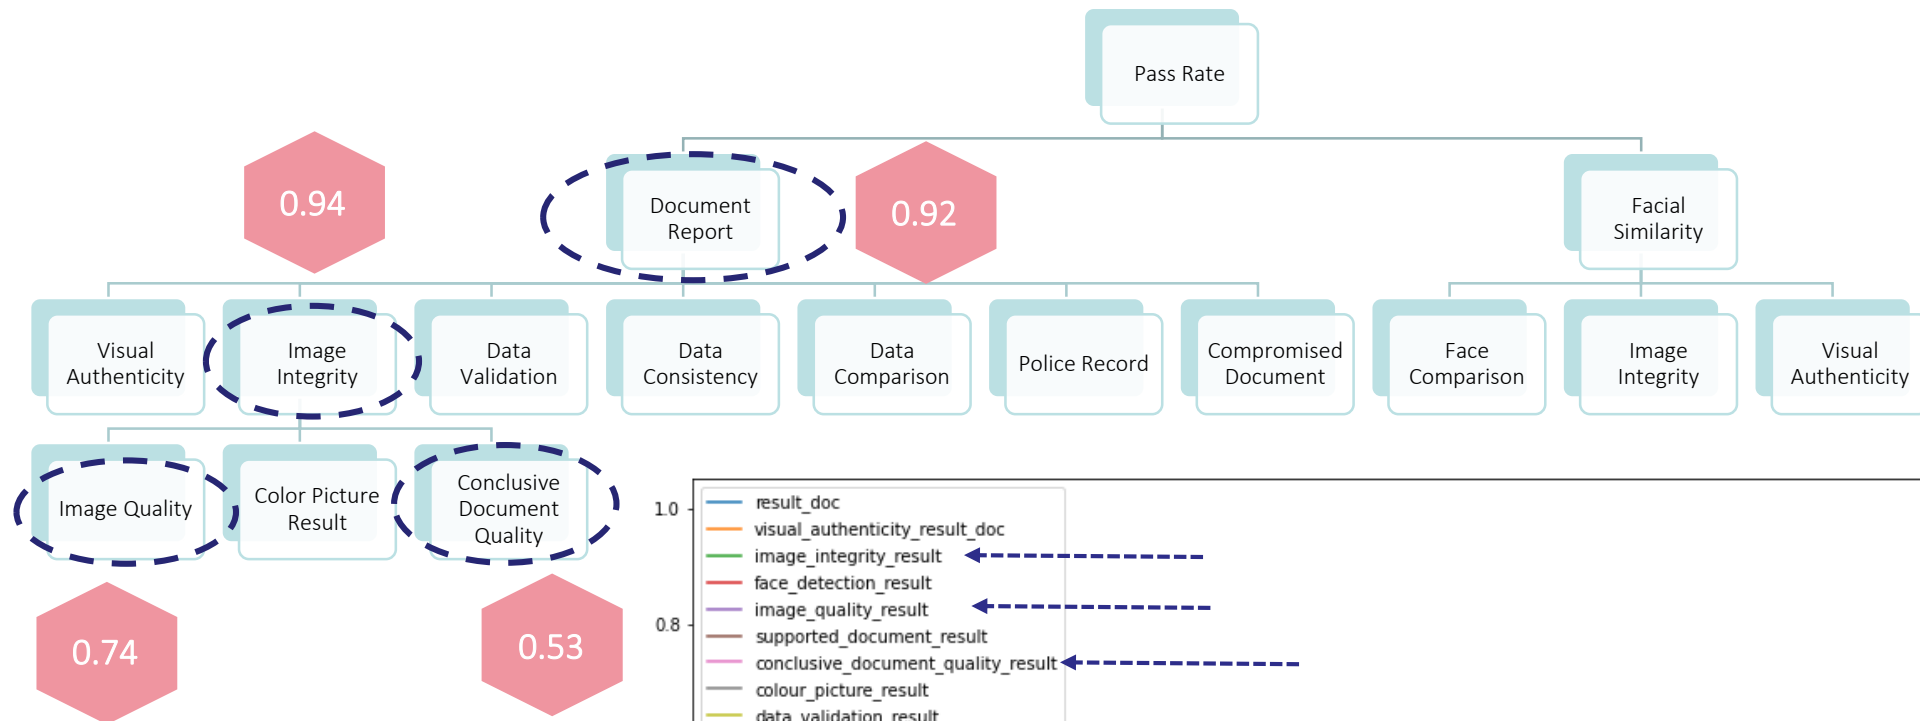 Pass Rate
0.94
Document
Report
0.92
Facial
Similarity
Visual
Authenticity
Image
Integrity
Data
Validation
Data
Consistency
Data
Comparison
Police Record
Compromised
Document
Face
Comparison
Image
Integrity
Visual
Authenticity
Image Quality
Color Picture
Result
Conclusive
Document
Quality
0.74
0.53
1.0
0.8
result_doc
visual_authenticity_result_doc
image_integrity_result
face_detection_result
image_quality_result
supported_document_result
conclusive_document_quality_result
colour_picture_result
data_validation_result